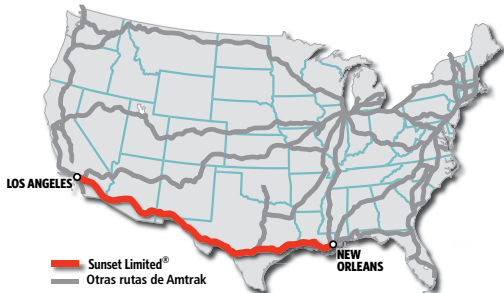 LOS ANGELES
NEW
ORLEANS
Sunset Limited®
Otras rutas de Amtrak